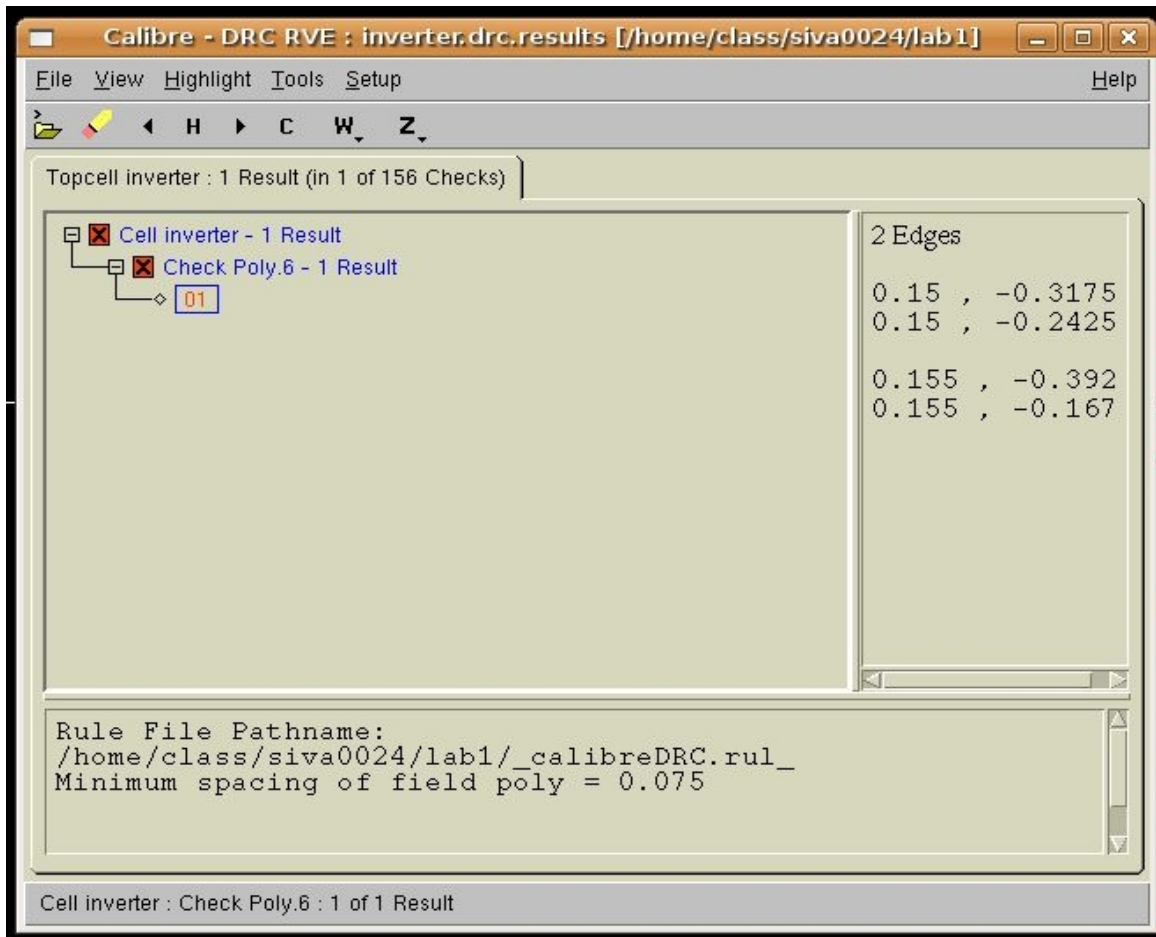 Calibre - DRC RVE : inverter.drc.results [/home/class/siva0024/lab1]
File View Highlight Tools Setup Help
H C W Z
Topcell inverter : 1 Result (in 1 of 156 Checks)
Cell inverter - 1 Result
Check Poly.6 - 1 Result
01
2 Edges
0.15 , -0.3175
0.15 , -0.2425
0.155 , -0.392
0.155 , -0.167
Rule File Pathname:
/home/class/siva0024/lab1/_calibreDRC.rul_
Minimum spacing of field poly = 0.075
Cell inverter : Check Poly.6 : 1 of 1 Result